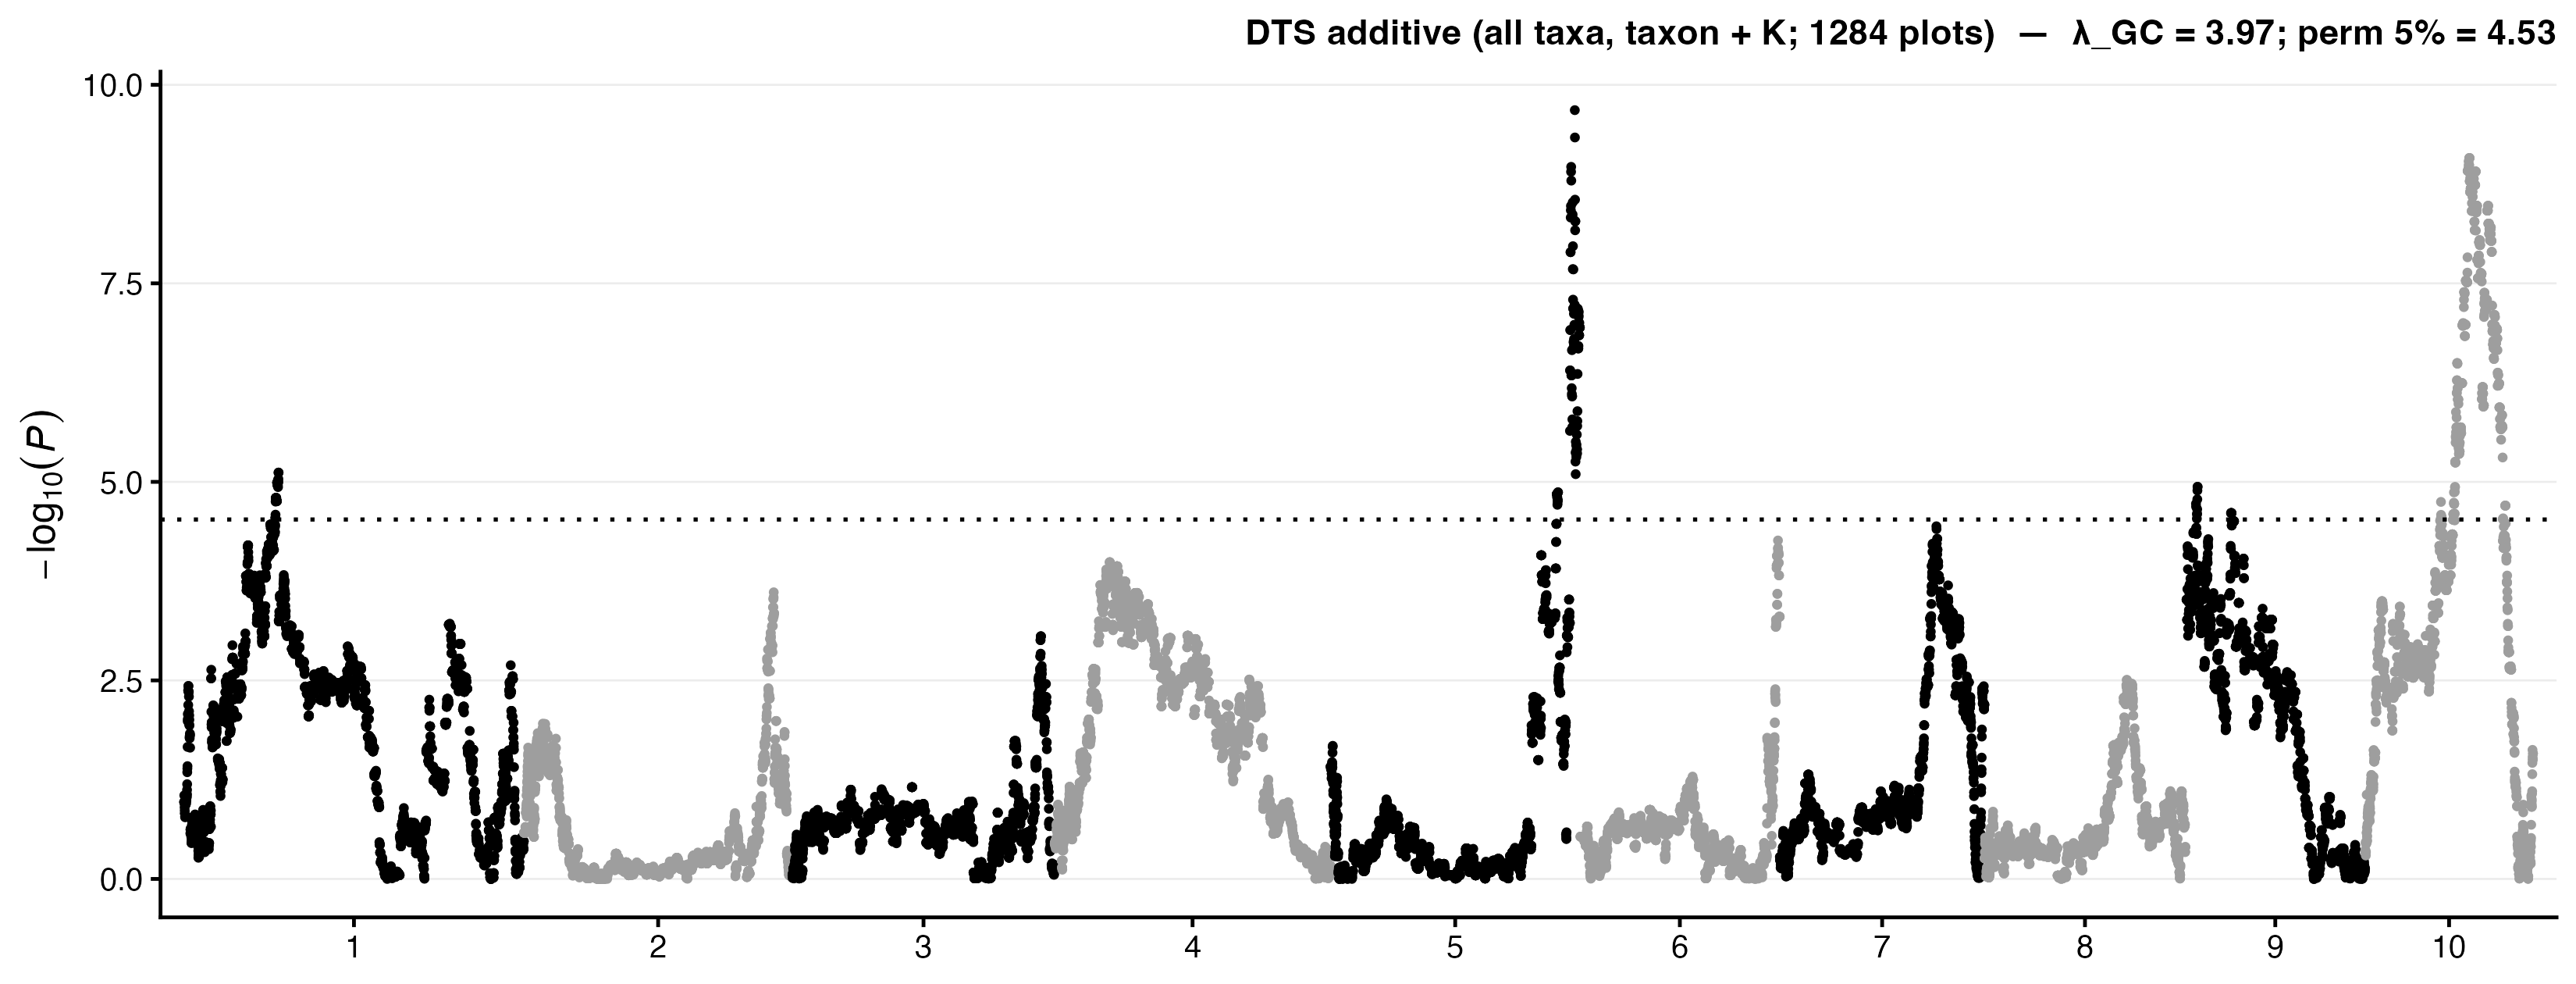 DTS additive (all taxa, taxon + K; 1284 plots) — λ_GC = 3.97; perm 5% = 4.53
10.0
7.5
5.0
2.5
0.0
−log₁₀(P)
1 2 3 4 5 6 7 8 9 10